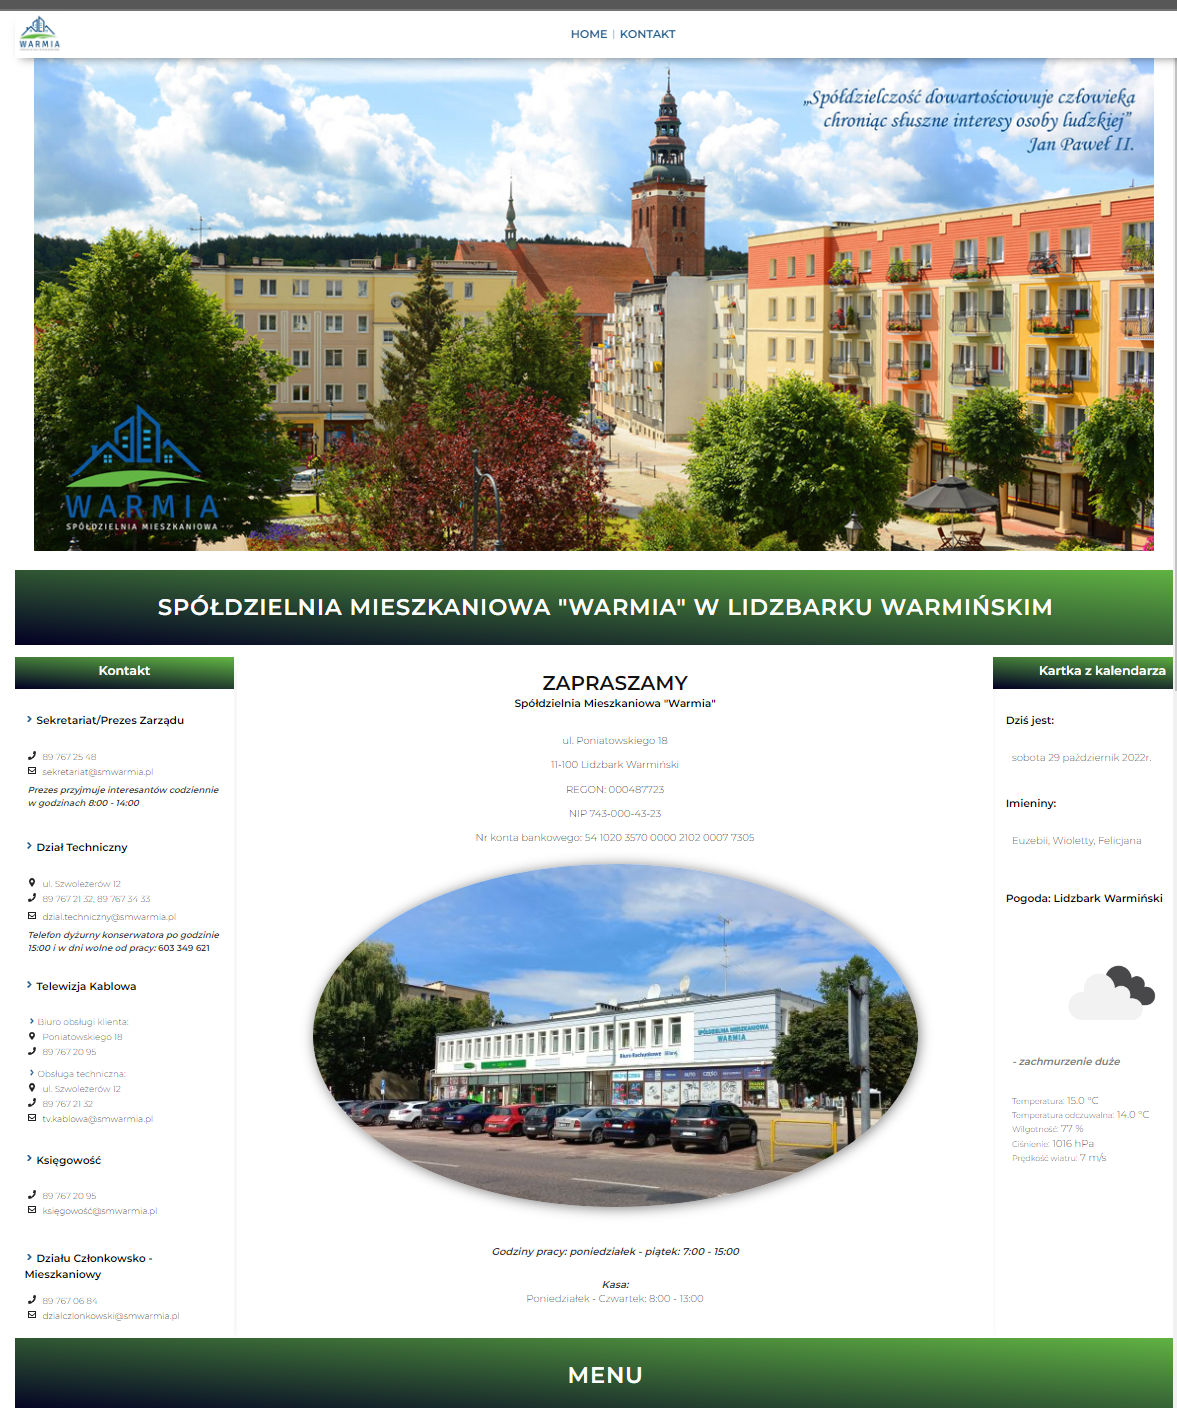 WARMIA
HOME | KONTAKT
„Spółdzielczość dowartościowuje człowieka
chroniąc słuszne interesy osoby ludzkiej”
Jan Paweł II.
WARMIA
SPÓŁDZIELNIA MIESZKANIOWA
SPÓŁDZIELNIA MIESZKANIOWA "WARMIA" W LIDZBARKU WARMIŃSKIM
Kontakt
Sekretariat/Prezes Zarządu
89 767 25 48
sekretariat@smwarmia.pl
Prezes przyjmuje interesantów codziennie
w godzinach 8:00 - 14:00
Dział Techniczny
ul. Szwoleżerów 12
89 767 21 32, 89 767 34 33
dzial.techniczny@smwarmia.pl
Telefon dyżurny konserwatora po godzinie
15:00 i w dni wolne od pracy: 603 349 621
Telewizja Kablowa
Biuro obsługi klienta:
Poniatowskiego 18
89 767 20 95
Obsługa techniczna:
ul. Szwoleżerów 12
89 767 21 32
tv.kablowa@smwarmia.pl
Księgowość
89 767 20 95
księgowość@smwarmia.pl
Działu Członkowsko -
Mieszkaniowy
89 767 06 84
dzialczlonkowski@smwarmia.pl
ZAPRASZAMY
Spółdzielnia Mieszkaniowa "Warmia"
ul. Poniatowskiego 18
11-100 Lidzbark Warmiński
REGON: 000487723
NIP 743-000-43-23
Nr konta bankowego: 54 1020 3570 0000 2102 0007 7305
SPÓŁDZIELNIA MIESZKANIOWA
WARMIA
Biuro Rachunkowe
AUTO CZĘŚCI
Godziny pracy: poniedziałek - piątek: 7:00 - 15:00
Kasa:
Poniedziałek - Czwartek: 8:00 - 13:00
Kartka z kalendarza
Dziś jest:
sobota 29 październik 2022r.
Imieniny:
Euzebii, Wioletty, Felicjana
Pogoda: Lidzbark Warmiński
- zachmurzenie duże
Temperatura: 15.0 °C
Temperatura odczuwalna: 14.0 °C
Wilgotność: 77 %
Ciśnienie: 1016 hPa
Prędkość wiatru: 7 m/s
MENU